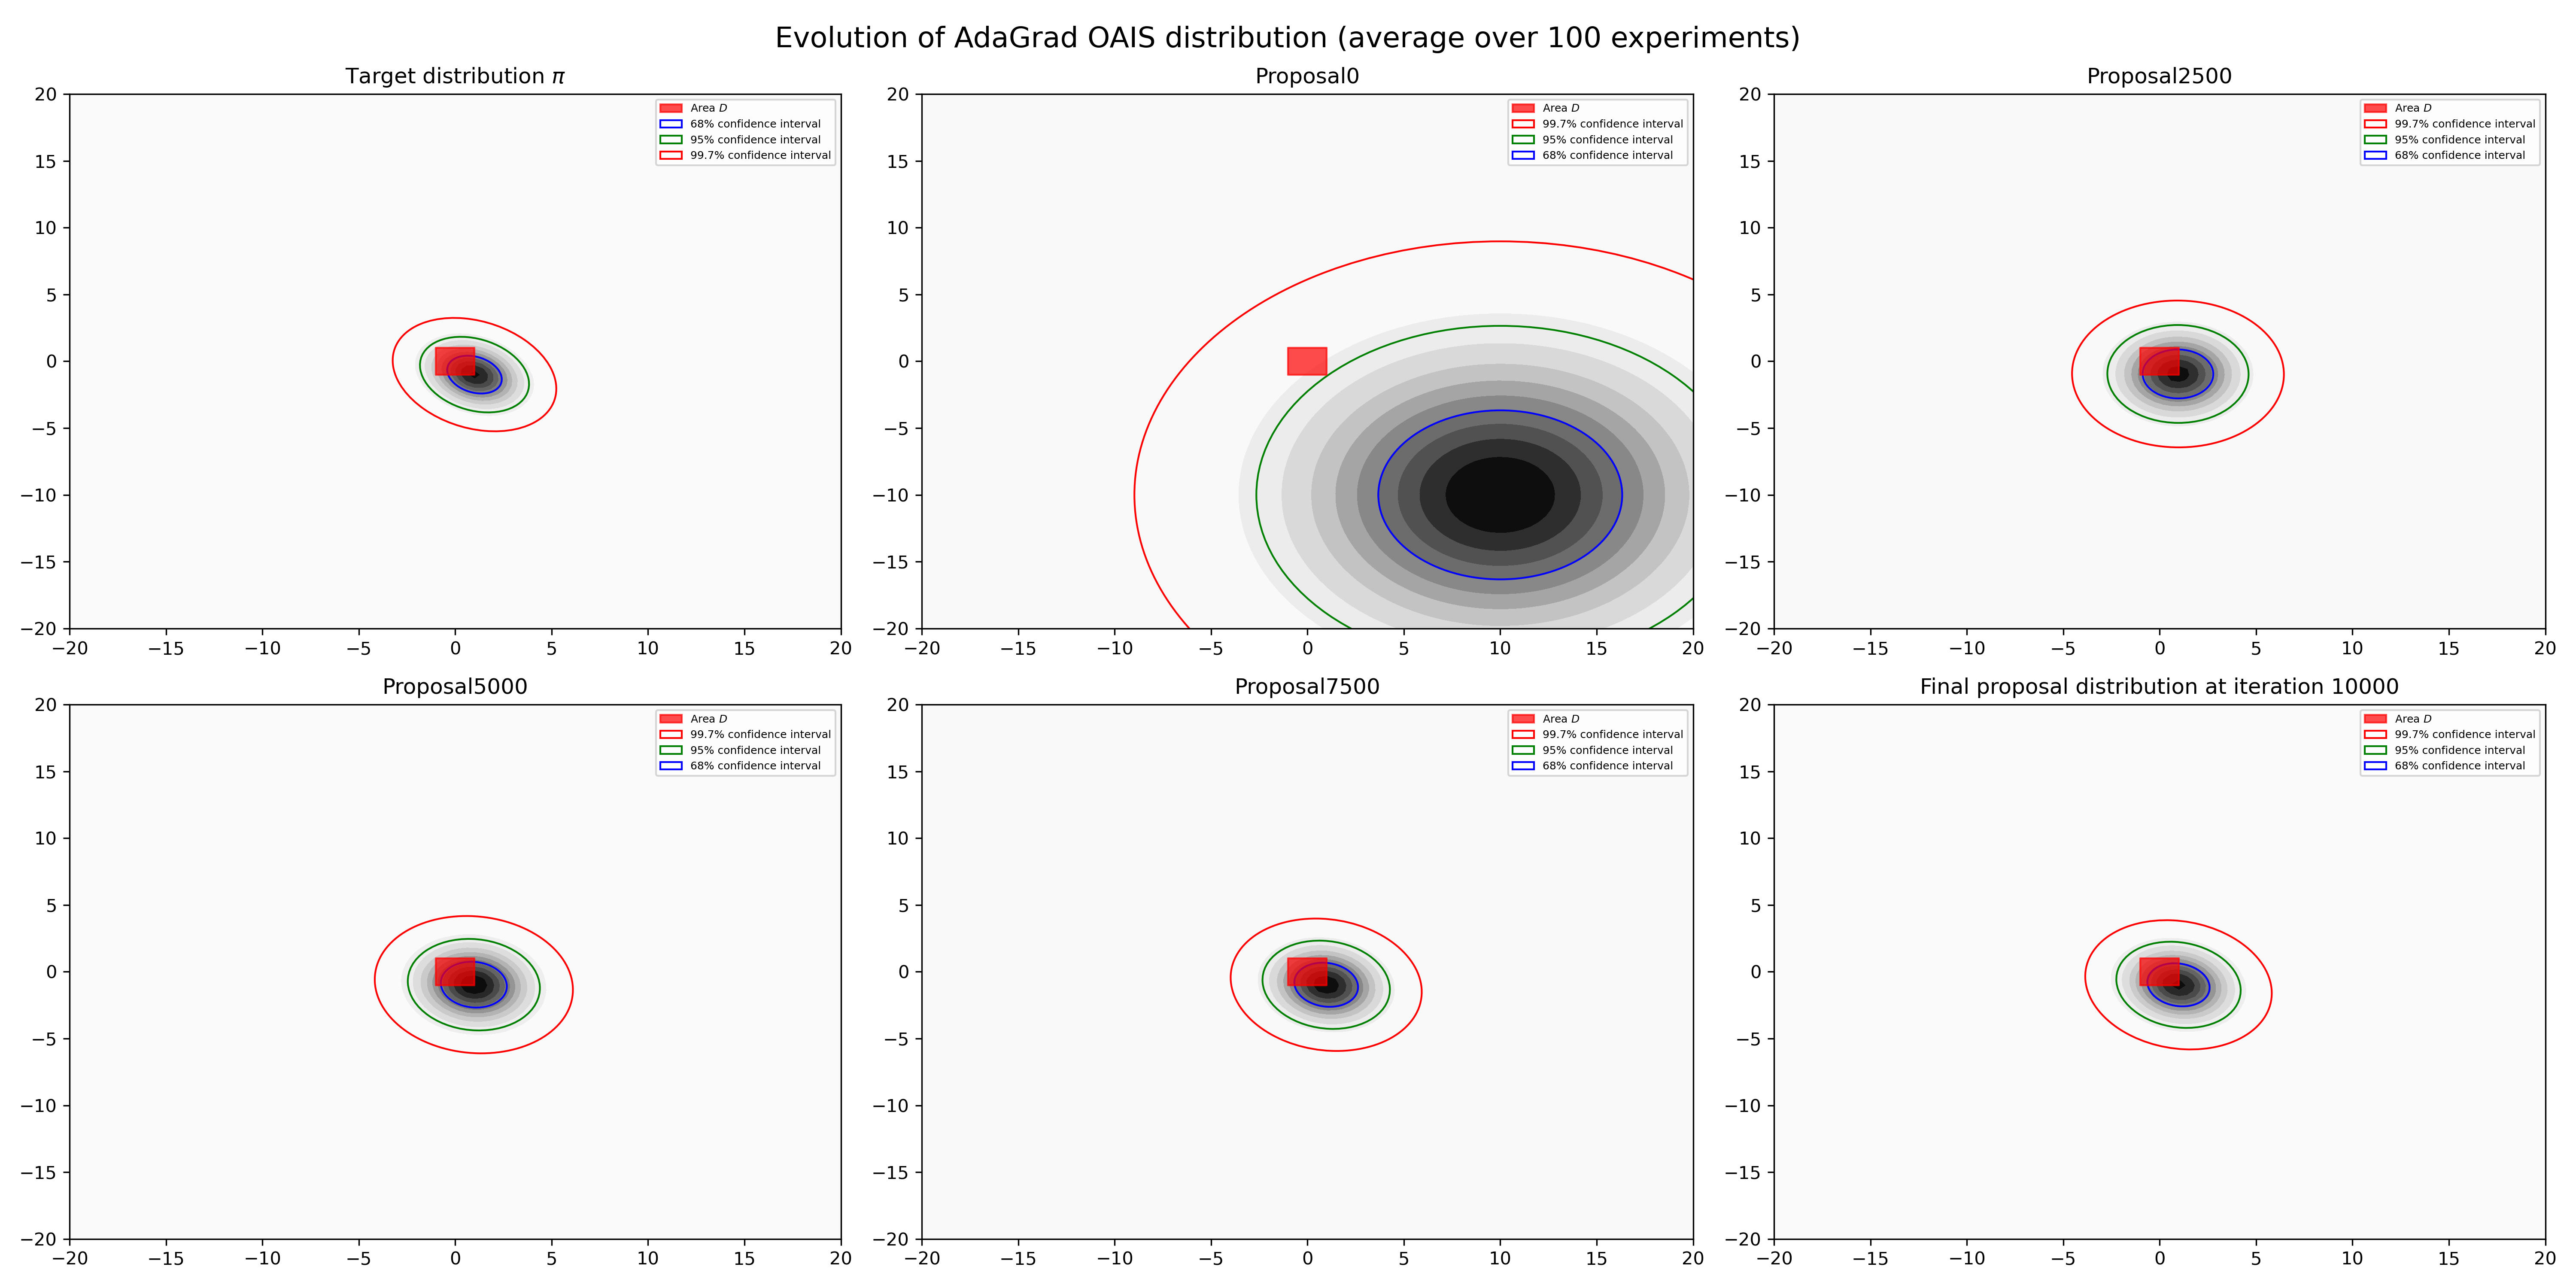 Evolution of AdaGrad OAIS distribution (average over 100 experiments)
Target distribution π
20
15
10
5
0
−5
−10
−15
−20
−20 −15 −10 −5 0 5 10 15 20
Area D
68% confidence interval
95% confidence interval
99.7% confidence interval
Proposal0
20
15
10
5
0
−5
−10
−15
−20
−20 −15 −10 −5 0 5 10 15 20
Area D
99.7% confidence interval
95% confidence interval
68% confidence interval
Proposal2500
20
15
10
5
0
−5
−10
−15
−20
−20 −15 −10 −5 0 5 10 15 20
Area D
99.7% confidence interval
95% confidence interval
68% confidence interval
Proposal5000
20
15
10
5
0
−5
−10
−15
−20
−20 −15 −10 −5 0 5 10 15 20
Area D
99.7% confidence interval
95% confidence interval
68% confidence interval
Proposal7500
20
15
10
5
0
−5
−10
−15
−20
−20 −15 −10 −5 0 5 10 15 20
Area D
99.7% confidence interval
95% confidence interval
68% confidence interval
Final proposal distribution at iteration 10000
20
15
10
5
0
−5
−10
−15
−20
−20 −15 −10 −5 0 5 10 15 20
Area D
99.7% confidence interval
95% confidence interval
68% confidence interval